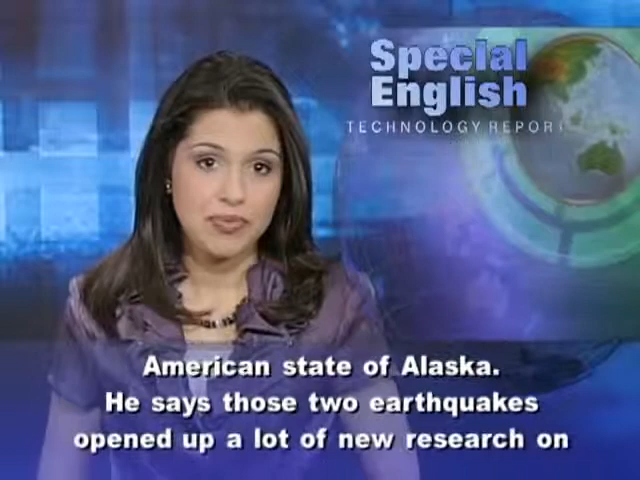 Special
English
TECHNOLOGY REPORT
American state of Alaska.
He says those two earthquakes
opened up a lot of new research on